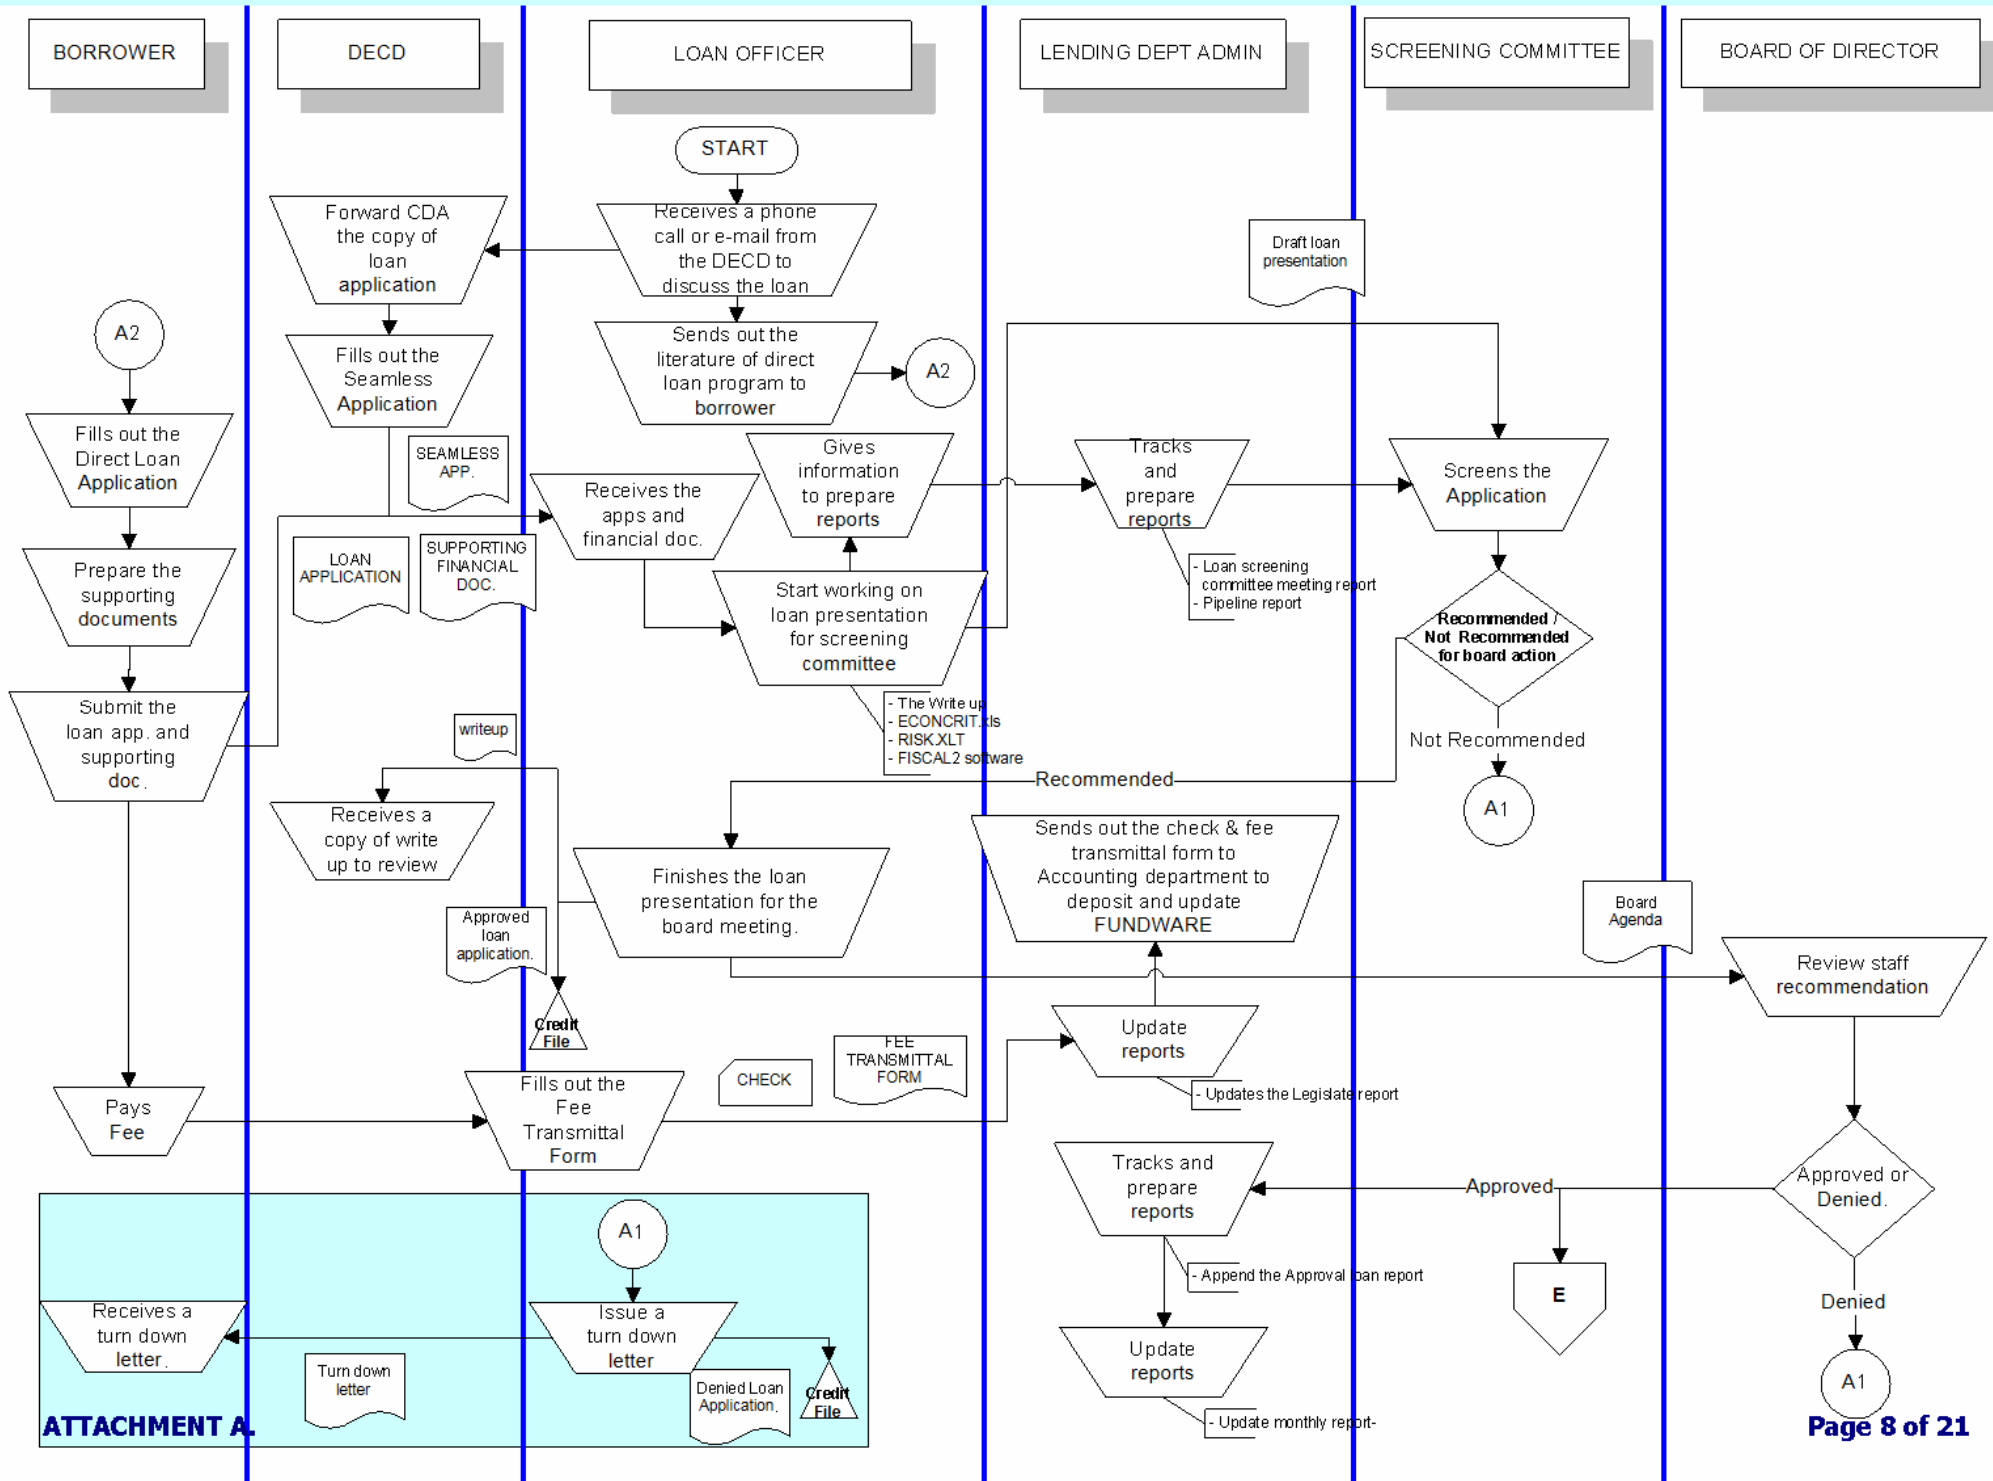 BORROWER
DECD
LOAN OFFICER
LENDING DEPT ADMIN
SCREENING COMMITTEE
BOARD OF DIRECTOR
START
Receives a phone
call or e-mail from
the DECD to
discuss the loan
Forward CDA
the copy of
loan
application
Draft loan
presentation
A2
Fills out the
Seamless
Application
Sends out the
literature of direct
loan program to
borrower
A2
Fills out the
Direct Loan
Application
SEAMLESS
APP.
Receives the
apps and
financial doc.
Gives
information
to prepare
reports
Tracks
and
prepare
reports
Screens the
Application
LOAN
APPLICATION
SUPPORTING
FINANCIAL
DOC.
Prepare the
supporting
documents
Start working on
loan presentation
for screening
committee
- Loan screening
committee meeting report
- Pipeline report
Recommended /
Not Recommended
for board action
Submit the
loan app. and
supporting
doc.
writeup
- The Write up
- ECONCRIT.xls
- RISK.XLT
- FISCAL2 software
Not Recommended
Recommended
A1
Receives a
copy of write
up to review
Finishes the loan
presentation for the
board meeting.
Sends out the check & fee
transmittal form to
Accounting department to
deposit and update
FUNDWARE
Approved
loan
application.
Board
Agenda
Review staff
recommendation
Credit
File
Update
reports
- Updates the Legislate report
Pays
Fee
Fills out the
Fee
Transmittal
Form
CHECK
FEE
TRANSMITTAL
FORM
Tracks and
prepare
reports
Approved
Approved or
Denied.
- Append the Approval loan report
E
Denied
A1
A1
Receives a
turn down
letter.
Issue a
turn down
letter
Turn down
letter
Denied Loan
Application.
Credit
File
Update
reports
- Update monthly report-
ATTACHMENT A.
Page 8 of 21